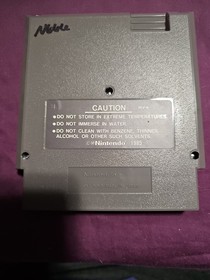 CAUTION
●DO NOT STORE IN EXTREME TEMPERATURES.
●DO NOT IMMERSE IN WATER.
●DO NOT CLEAN WITH BENZENE, THINNER,
ALCOHOL OR OTHER SUCH SOLVENTS.
©Nintendo 1985